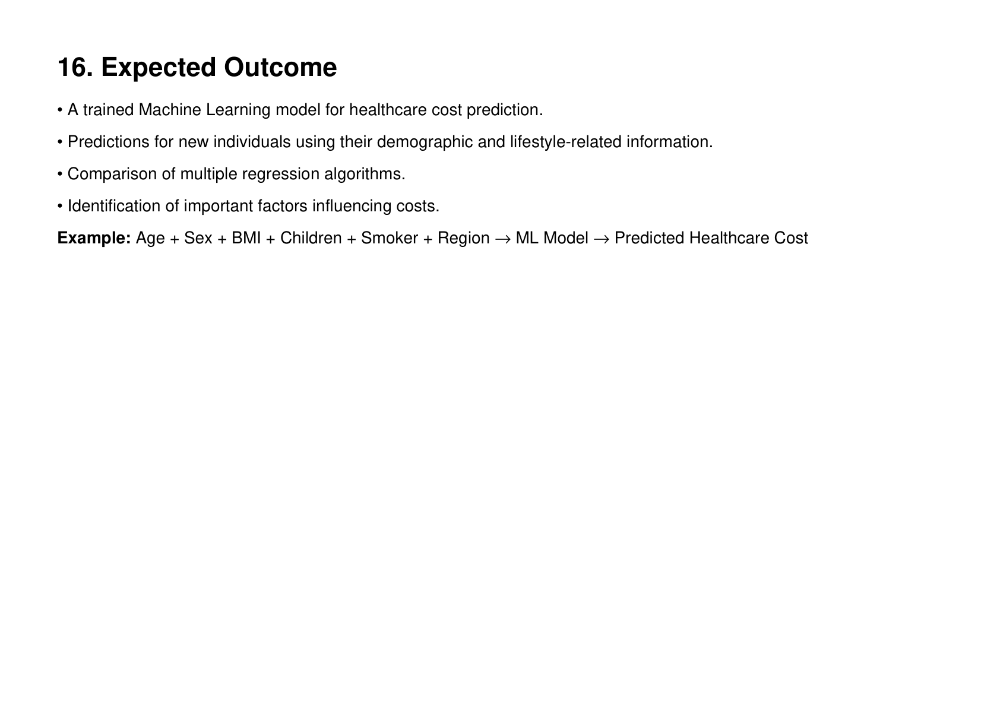 16. Expected Outcome
• A trained Machine Learning model for healthcare cost prediction.
• Predictions for new individuals using their demographic and lifestyle-related information.
• Comparison of multiple regression algorithms.
• Identification of important factors influencing costs.
Example: Age + Sex + BMI + Children + Smoker + Region → ML Model → Predicted Healthcare Cost